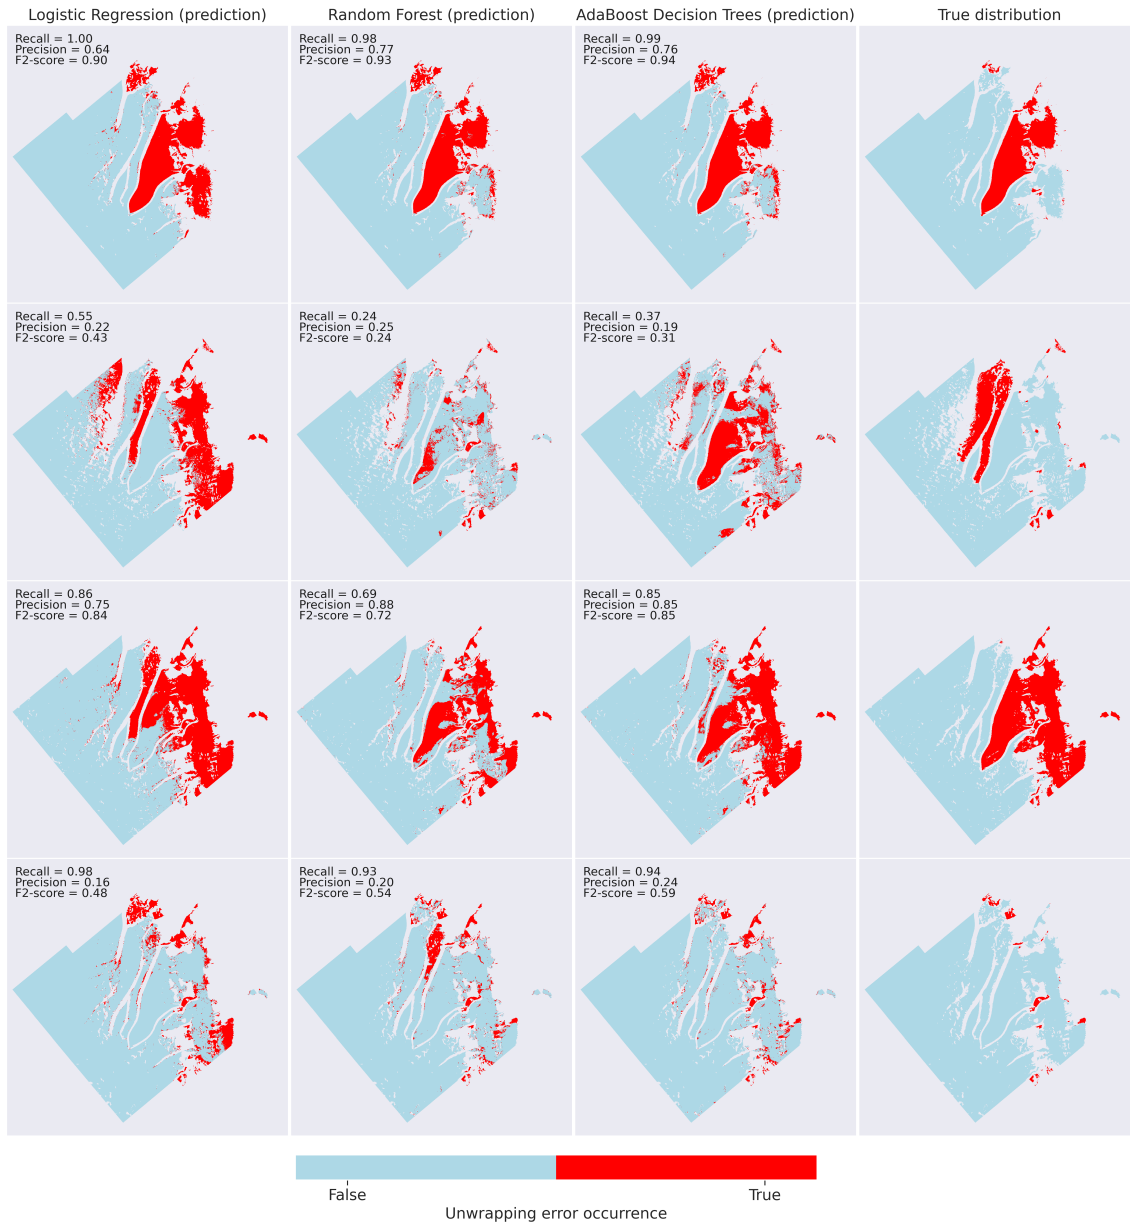 Logistic Regression (prediction)
Random Forest (prediction)
AdaBoost Decision Trees (prediction)
True distribution
Recall = 1.00
Precision = 0.64
F2-score = 0.90
Recall = 0.98
Precision = 0.77
F2-score = 0.93
Recall = 0.99
Precision = 0.76
F2-score = 0.94
Recall = 0.55
Precision = 0.22
F2-score = 0.43
Recall = 0.24
Precision = 0.25
F2-score = 0.24
Recall = 0.37
Precision = 0.19
F2-score = 0.31
Recall = 0.86
Precision = 0.75
F2-score = 0.84
Recall = 0.69
Precision = 0.88
F2-score = 0.72
Recall = 0.85
Precision = 0.85
F2-score = 0.85
Recall = 0.98
Precision = 0.16
F2-score = 0.48
Recall = 0.93
Precision = 0.20
F2-score = 0.54
Recall = 0.94
Precision = 0.24
F2-score = 0.59
False
True
Unwrapping error occurrence